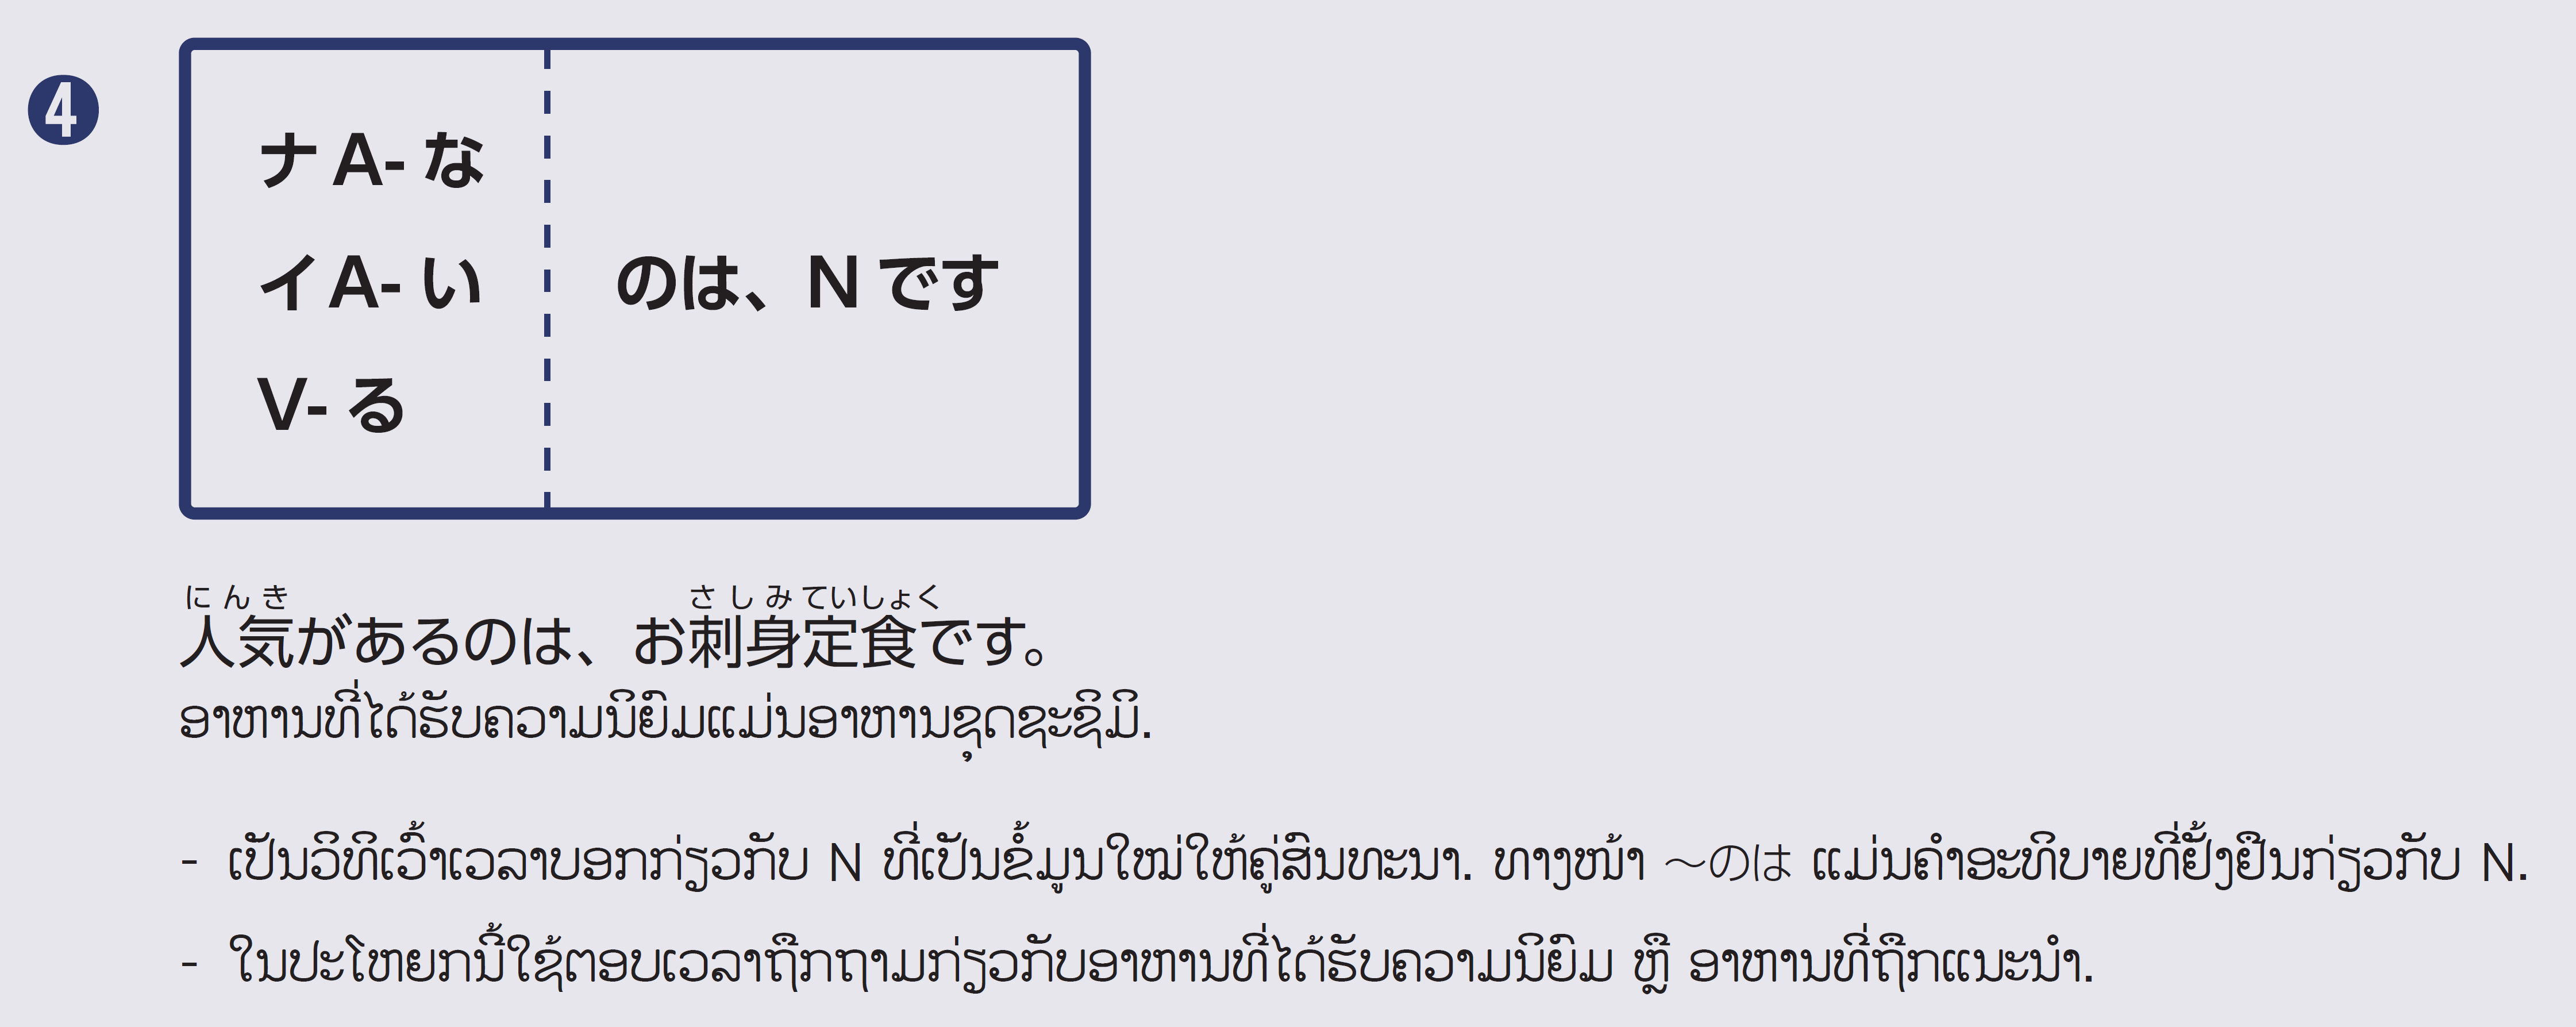 4
ナ A- な
イ A- い
V- る
のは、N です
にんき さしみ ていしょく
人気があるのは、お刺身定食です。
ອາຫານທີ່ໄດ້ຮັບຄວາມນິຍົມແມ່ນອາຫານຊຸດຊະຊິມິ.
- ເປັນວິທິເວົ້າເວລາບອກກ່ຽວກັບ N ທີ່ເປັນຂໍ້ມູນໃໝ່ໃຫ້ຄູ່ສົນທະນາ. ທາງໜ້າ ～のは ແມ່ນຄຳອະທິບາຍທີ່ຢັ້ງຢືນກ່ຽວກັບ N.
- ໃນປະໂຫຍກນີ້ໃຊ້ຕອບເວລາຖືກຖາມກ່ຽວກັບອາຫານທີ່ໄດ້ຮັບຄວາມນິຍົມ ຫຼື ອາຫານທີ່ຖືກແນະນຳ.